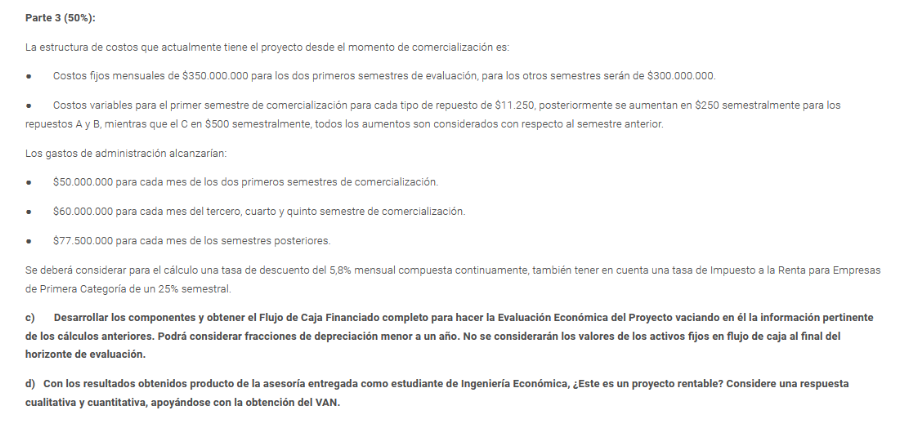 Parte 3 (50%):
La estructura de costos que actualmente tiene el proyecto desde el momento de comercialización es:
• Costos fijos mensuales de $350.000.000 para los dos primeros semestres de evaluación, para los otros semestres serán de $300.000.000.
• Costos variables para el primer semestre de comercialización para cada tipo de repuesto de $11.250, posteriormente se aumentan en $250 semestralmente para los
repuestos A y B, mientras que el C en $500 semestralmente, todos los aumentos son considerados con respecto al semestre anterior.
Los gastos de administración alcanzarían:
• $50.000.000 para cada mes de los dos primeros semestres de comercialización.
• $60.000.000 para cada mes del tercero, cuarto y quinto semestre de comercialización.
• $77.500.000 para cada mes de los semestres posteriores.
Se deberá considerar para el cálculo una tasa de descuento del 5,8% mensual compuesta continuamente, también tener en cuenta una tasa de Impuesto a la Renta para Empresas
de Primera Categoría de un 25% semestral.
c) Desarrollar los componentes y obtener el Flujo de Caja Financiado completo para hacer la Evaluación Económica del Proyecto vaciando en él la información pertinente
de los cálculos anteriores. Podrá considerar fracciones de depreciación menor a un año. No se considerarán los valores de los activos fijos en flujo de caja al final del
horizonte de evaluación.
d) Con los resultados obtenidos producto de la asesoría entregada como estudiante de Ingeniería Económica, ¿Este es un proyecto rentable? Considere una respuesta
cualitativa y cuantitativa, apoyándose con la obtención del VAN.